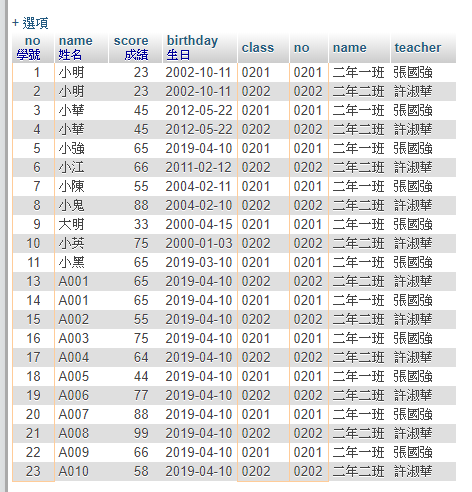 + 選項
no name score birthday class no name teacher
學號 姓名 成績 生日
1 小明 23 2002-10-11 0201 0201 二年一班 張國強
2 小明 23 2002-10-11 0202 0202 二年二班 許淑華
3 小華 45 2012-05-22 0201 0201 二年一班 張國強
4 小華 45 2012-05-22 0202 0202 二年二班 許淑華
5 小強 65 2019-04-10 0201 0201 二年一班 張國強
6 小江 66 2011-02-12 0202 0202 二年二班 許淑華
7 小陳 55 2004-02-11 0201 0201 二年一班 張國強
8 小鬼 88 2004-02-10 0202 0202 二年二班 許淑華
9 大明 33 2000-04-15 0201 0201 二年一班 張國強
10 小英 75 2000-01-03 0202 0202 二年二班 許淑華
11 小黑 65 2019-03-10 0201 0201 二年一班 張國強
13 A001 65 2019-04-10 0202 0202 二年二班 許淑華
14 A001 65 2019-04-10 0201 0201 二年一班 張國強
15 A002 55 2019-04-10 0202 0202 二年二班 許淑華
16 A003 75 2019-04-10 0201 0201 二年一班 張國強
17 A004 64 2019-04-10 0202 0202 二年二班 許淑華
18 A005 44 2019-04-10 0201 0201 二年一班 張國強
19 A006 77 2019-04-10 0202 0202 二年二班 許淑華
20 A007 88 2019-04-10 0201 0201 二年一班 張國強
21 A008 99 2019-04-10 0202 0202 二年二班 許淑華
22 A009 66 2019-04-10 0201 0201 二年一班 張國強
23 A010 58 2019-04-10 0202 0202 二年二班 許淑華